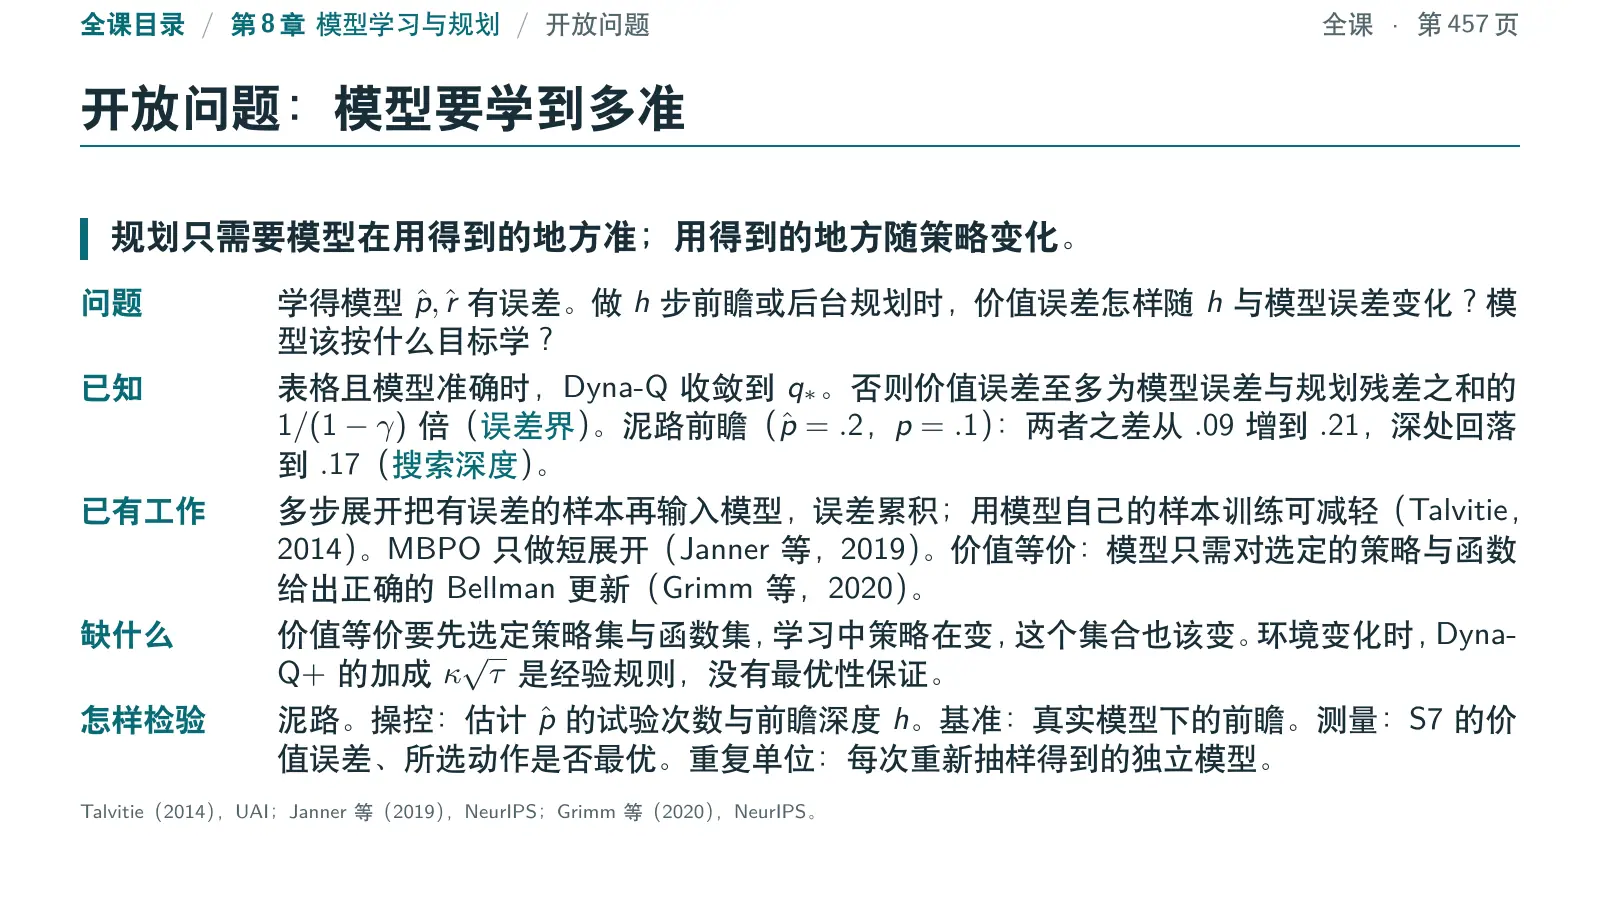 全课目录 / 第 8 章 模型学习与规划 / 开放问题
全课 · 第 457 页
开放问题：模型要学到多准
规划只需要模型在用得到的地方准；用得到的地方随策略变化。
问题 学得模型 p̂, r̂ 有误差。做 h 步前瞻或后台规划时，价值误差怎样随 h 与模型误差变化？模
型该按什么目标学？
已知 表格且模型准确时，Dyna-Q 收敛到 q∗。否则价值误差至多为模型误差与规划残差之和的
1/(1 − γ) 倍（误差界）。泥路前瞻（p̂ = .2，p = .1）：两者之差从 .09 增到 .21，深处回落
到 .17（搜索深度）。
已有工作 多步展开把有误差的样本再输入模型，误差累积；用模型自己的样本训练可减轻（Talvitie，
2014）。MBPO 只做短展开（Janner 等，2019）。价值等价：模型只需对选定的策略与函数
给出正确的 Bellman 更新（Grimm 等，2020）。
缺什么 价值等价要先选定策略集与函数集，学习中策略在变，这个集合也该变。环境变化时，Dyna-
Q+ 的加成 κ√τ 是经验规则，没有最优性保证。
怎样检验 泥路。操控：估计 p̂ 的试验次数与前瞻深度 h。基准：真实模型下的前瞻。测量：S7 的价
值误差、所选动作是否最优。重复单位：每次重新抽样得到的独立模型。
Talvitie（2014），UAI；Janner 等（2019），NeurIPS；Grimm 等（2020），NeurIPS。